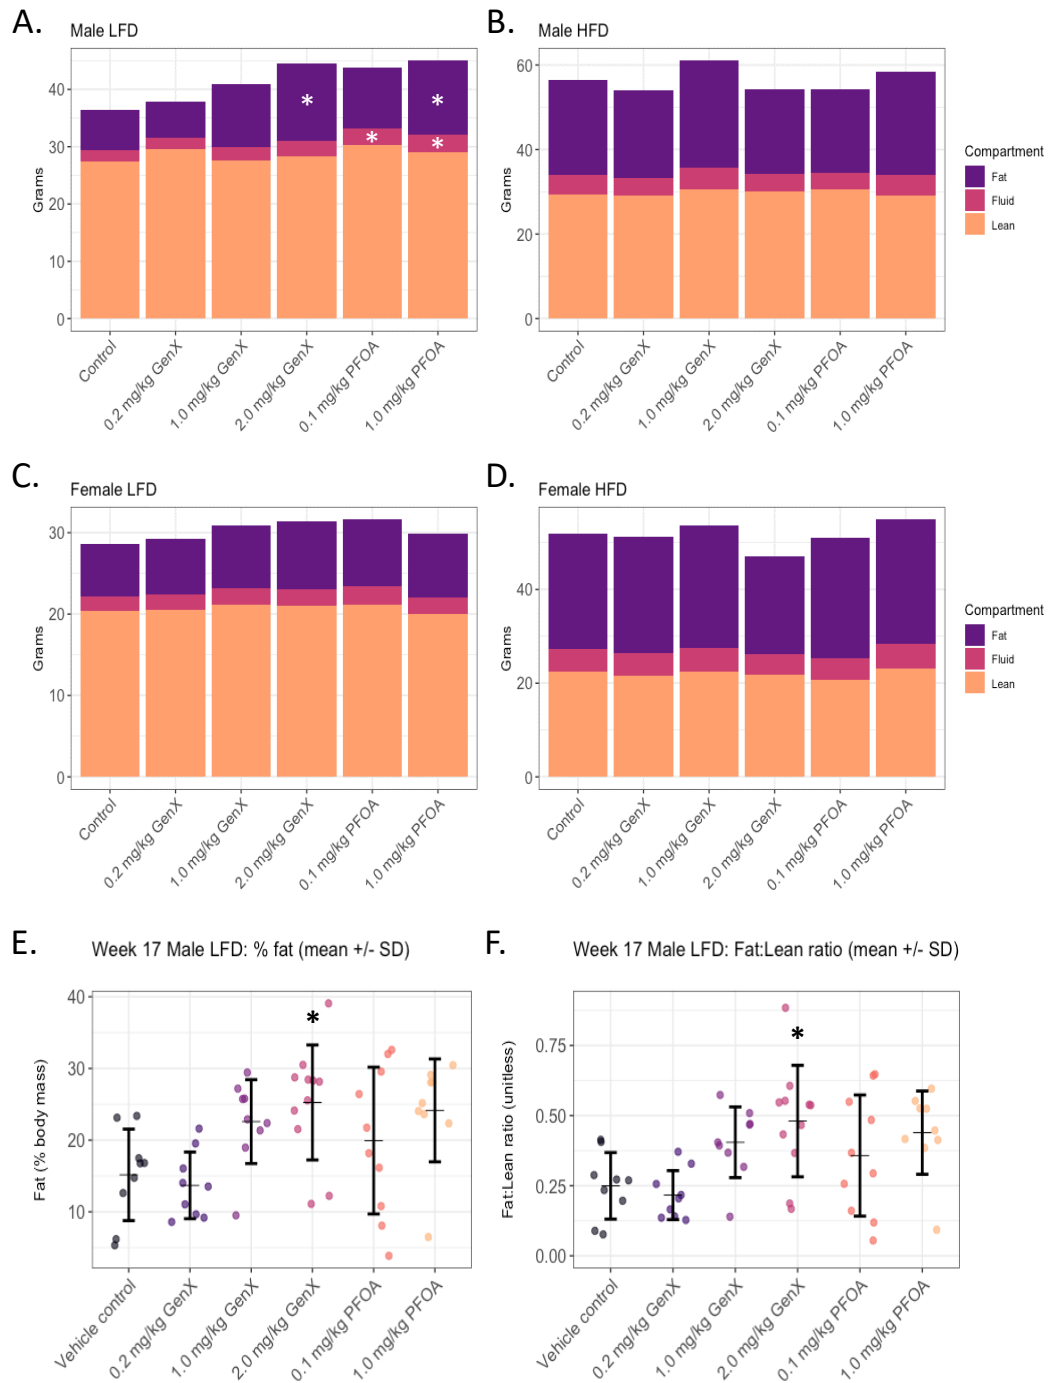 A.
Male LFD
B.
Male HFD
Grams
40
30
20
10
0
Control
0.2 mg/kg GenX
1.0 mg/kg GenX
2.0 mg/kg GenX
0.1 mg/kg PFOA
1.0 mg/kg PFOA
* * * *
Grams
60
40
20
0
Control
0.2 mg/kg GenX
1.0 mg/kg GenX
2.0 mg/kg GenX
0.1 mg/kg PFOA
1.0 mg/kg PFOA
Compartment
Fat
Fluid
Lean
C.
Female LFD
D.
Female HFD
Grams
30
20
10
0
Control
0.2 mg/kg GenX
1.0 mg/kg GenX
2.0 mg/kg GenX
0.1 mg/kg PFOA
1.0 mg/kg PFOA
Grams
40
20
0
Control
0.2 mg/kg GenX
1.0 mg/kg GenX
2.0 mg/kg GenX
0.1 mg/kg PFOA
1.0 mg/kg PFOA
Compartment
Fat
Fluid
Lean
E.
Week 17 Male LFD: % fat (mean +/- SD)
F.
Week 17 Male LFD: Fat:Lean ratio (mean +/- SD)
Fat (% body mass)
40
30
20
10
*
Vehicle control
0.2 mg/kg GenX
1.0 mg/kg GenX
2.0 mg/kg GenX
0.1 mg/kg PFOA
1.0 mg/kg PFOA
Fat:Lean ratio (unitless)
0.75
0.50
0.25
0.00
*
Vehicle control
0.2 mg/kg GenX
1.0 mg/kg GenX
2.0 mg/kg GenX
0.1 mg/kg PFOA
1.0 mg/kg PFOA